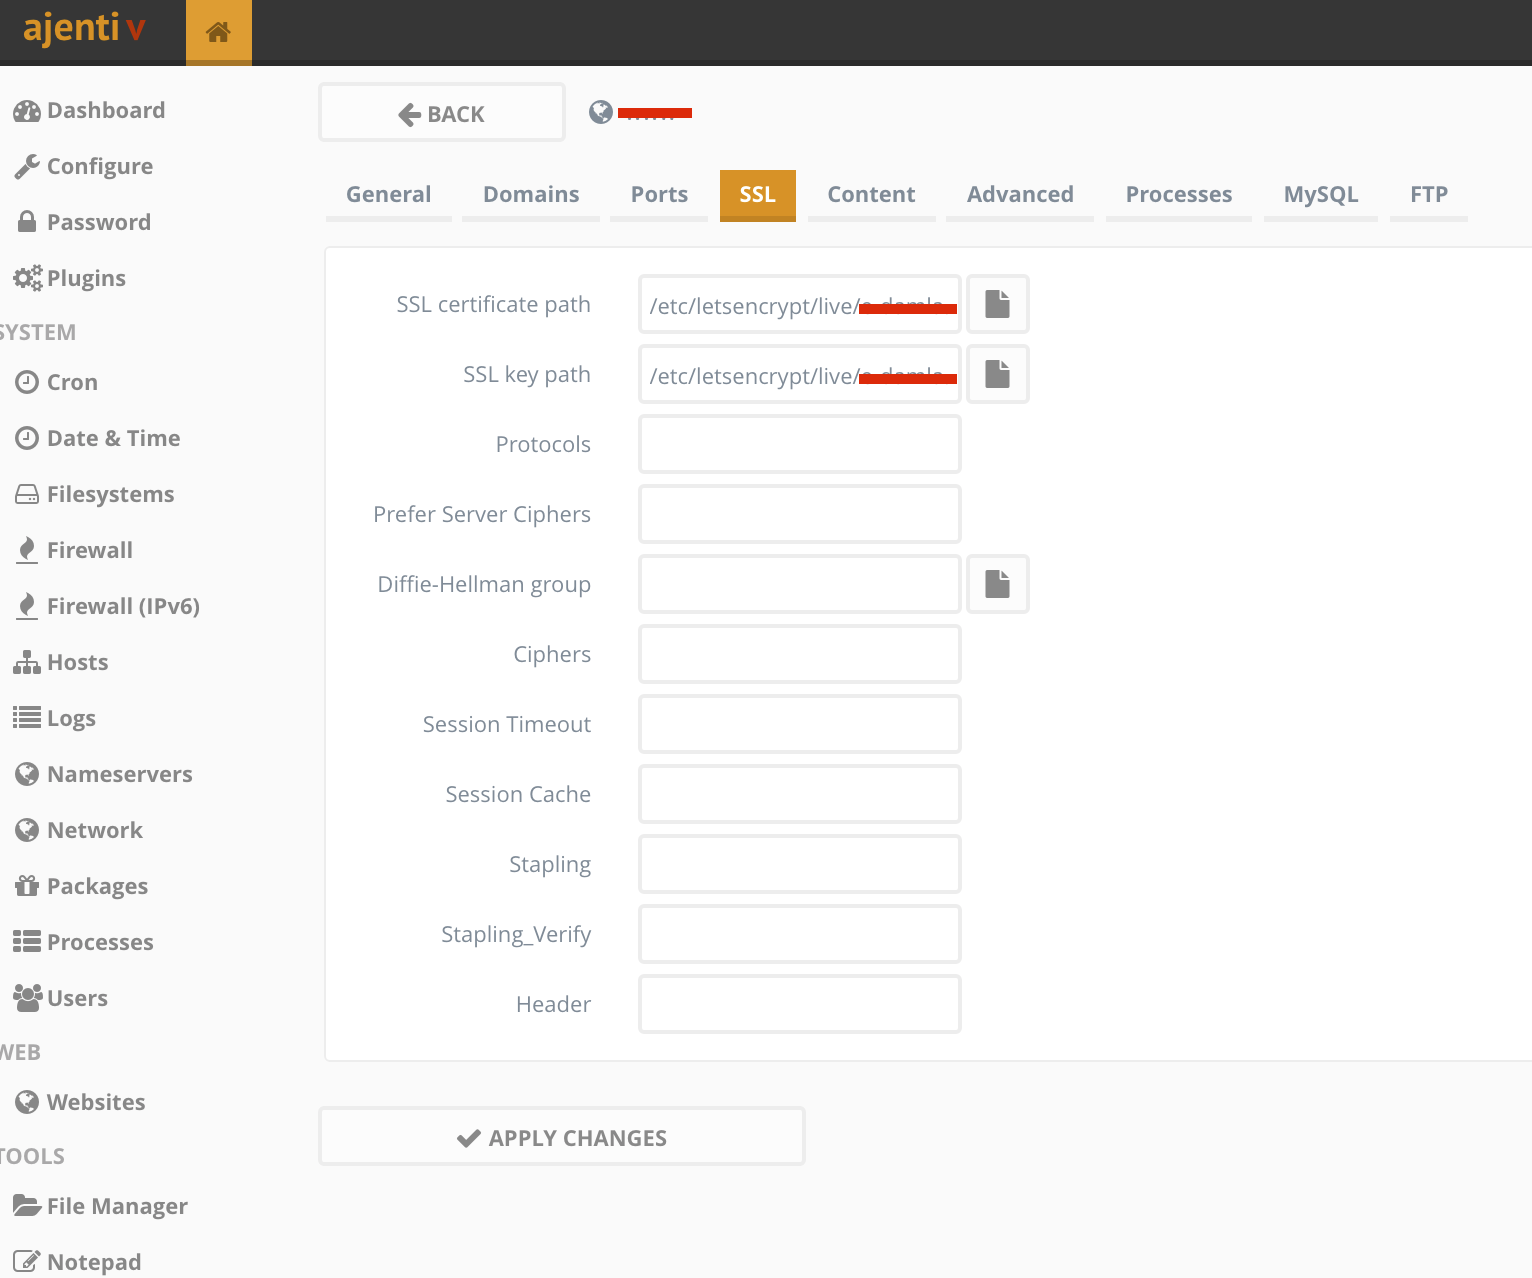 ajenti v
BACK
Dashboard
Configure
Password
Plugins
SYSTEM
Cron
Date & Time
Filesystems
Firewall
Firewall (IPv6)
Hosts
Logs
Nameservers
Network
Packages
Processes
Users
WEB
Websites
TOOLS
File Manager
Notepad
General Domains Ports SSL Content Advanced Processes MySQL FTP
SSL certificate path /etc/letsencrypt/live/
SSL key path /etc/letsencrypt/live/
Protocols
Prefer Server Ciphers
Diffie-Hellman group
Ciphers
Session Timeout
Session Cache
Stapling
Stapling_Verify
Header
APPLY CHANGES